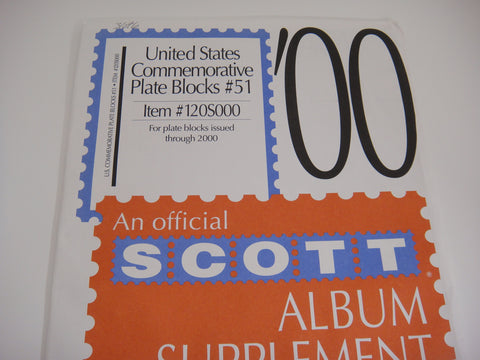 United States
Commemorative
Plate Blocks #51
Item #120S000
For plate blocks issued
through 2000
'00
An official
SCOTT
®
ALBUM
SUPPLEMENT